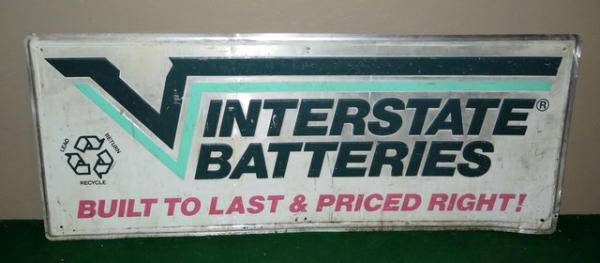 INTERSTATE®
BATTERIES
LEAD
RETURN
RECYCLE
BUILT TO LAST & PRICED RIGHT!